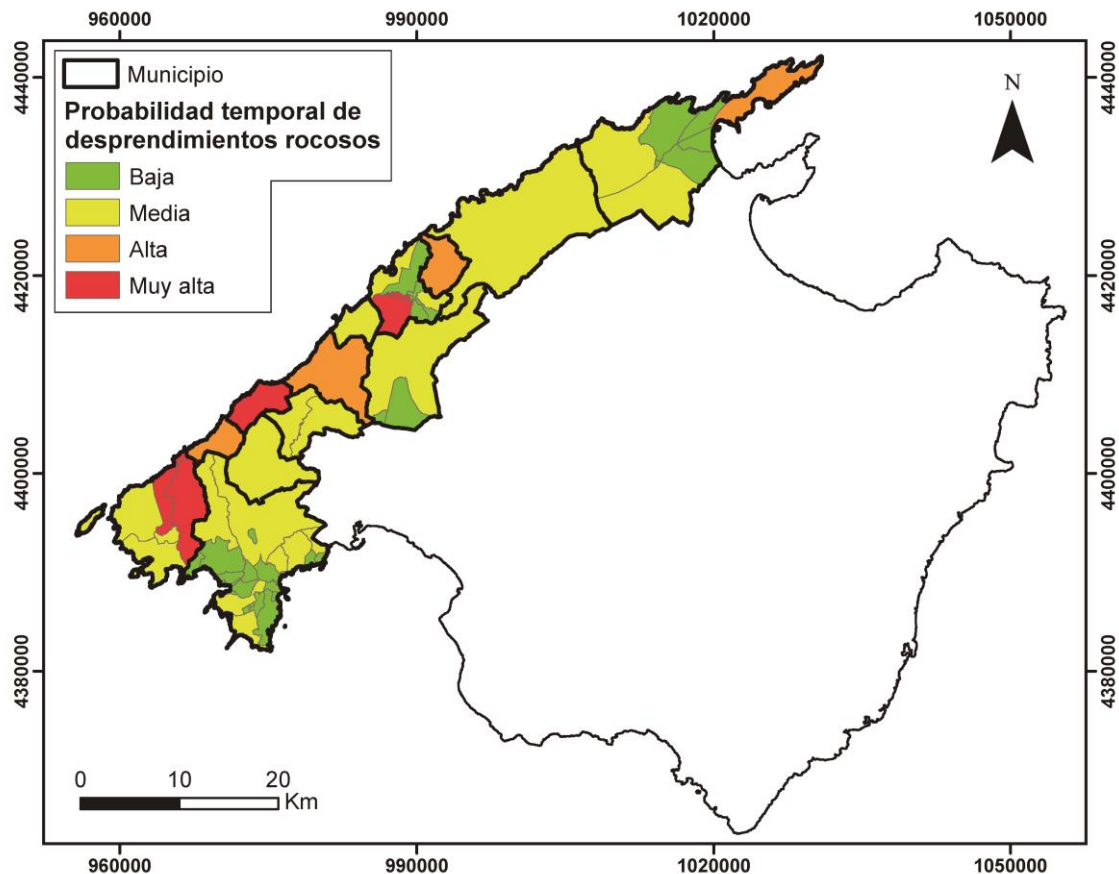 960000 990000 1020000 1050000
Municipio
Probabilidad temporal de
desprendimientos rocosos
Baja
Media
Alta
Muy alta
N
4440000 4440000
4420000 4420000
4400000 4400000
4380000 4380000
0 10 20
Km
960000 990000 1020000 1050000